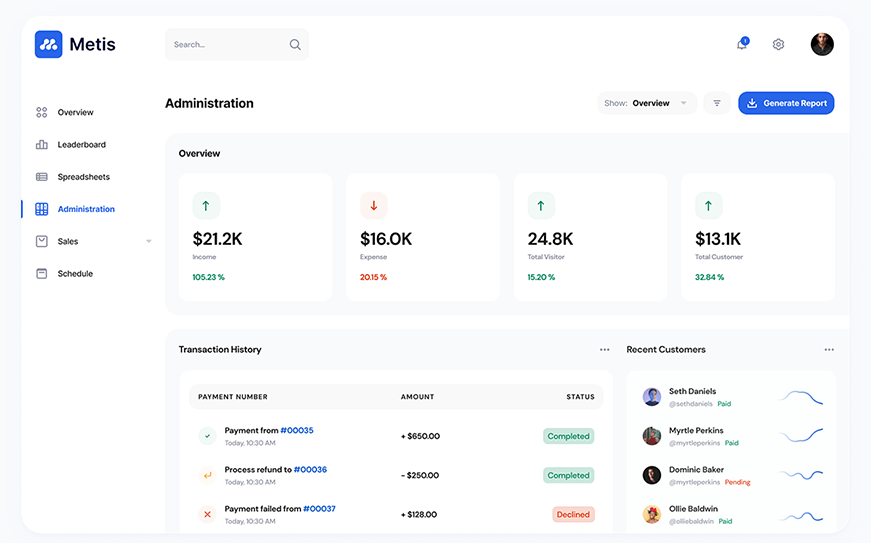 Metis
Search...
1
Administration
Show: Overview
Generate Report
Overview
Leaderboard
Spreadsheets
Administration
Sales
Schedule
Overview
$21.2K
Income
105.23 %
$16.0K
Expense
20.15 %
24.8K
Total Visitor
15.20 %
$13.1K
Total Customer
32.84 %
Transaction History
PAYMENT NUMBER AMOUNT STATUS
Payment from #00035 + $650.00 Completed
Today, 10:30 AM
Process refund to #00036 - $250.00 Completed
Today, 10:30 AM
Payment failed from #00037 + $128.00 Declined
Today, 10:30 AM
Recent Customers
Seth Daniels
@sethdaniels Paid
Myrtle Perkins
@myrtleperkins Paid
Dominic Baker
@myrtleperkins Pending
Ollie Baldwin
@olliebaldwin Paid